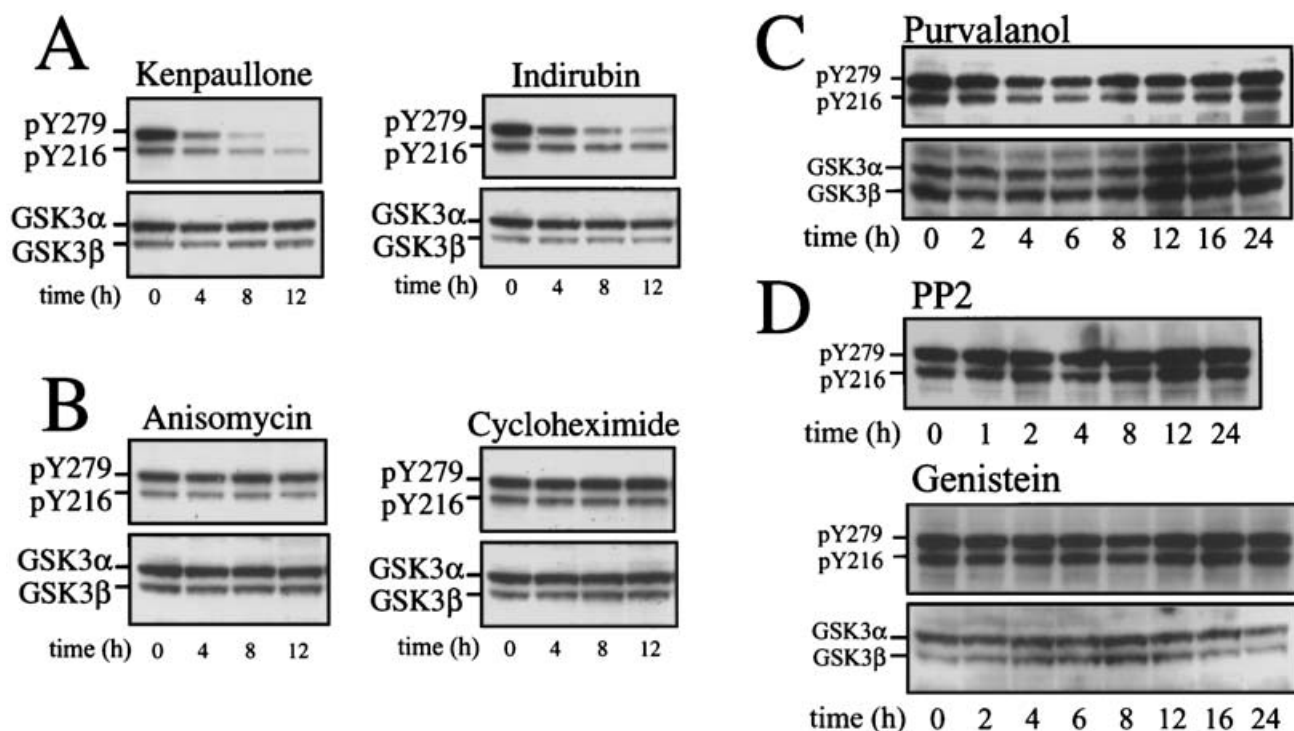 A
Kenpaullone
pY279
pY216
GSK3α
GSK3β
time (h) 0 4 8 12
Indirubin
pY279
pY216
GSK3α
GSK3β
time (h) 0 4 8 12
B
Anisomycin
pY279
pY216
GSK3α
GSK3β
time (h) 0 4 8 12
Cycloheximide
pY279
pY216
GSK3α
GSK3β
time (h) 0 4 8 12
C
Purvalanol
pY279
pY216
GSK3α
GSK3β
time (h) 0 2 4 6 8 12 16 24
D
PP2
pY279
pY216
time (h) 0 1 2 4 8 12 24
Genistein
pY279
pY216
GSK3α
GSK3β
time (h) 0 2 4 6 8 12 16 24